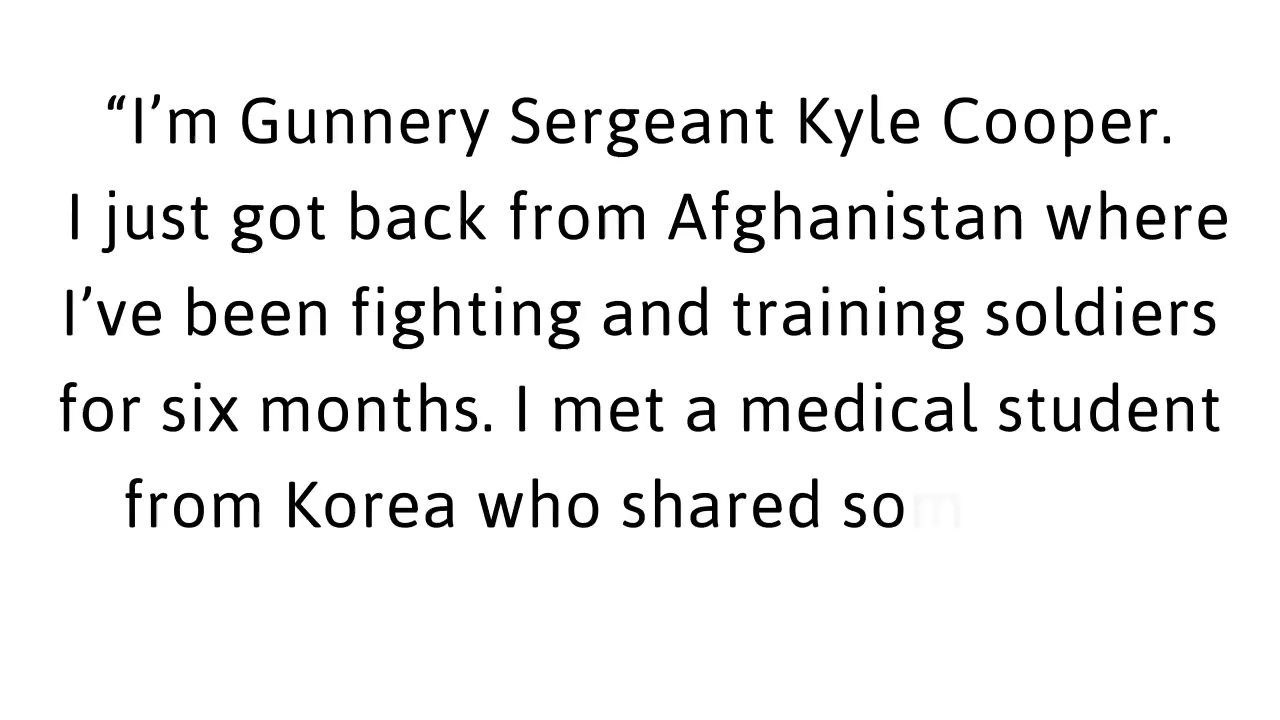 “I’m Gunnery Sergeant Kyle Cooper.
I just got back from Afghanistan where
I’ve been fighting and training soldiers
for six months. I met a medical student
from Korea who shared som